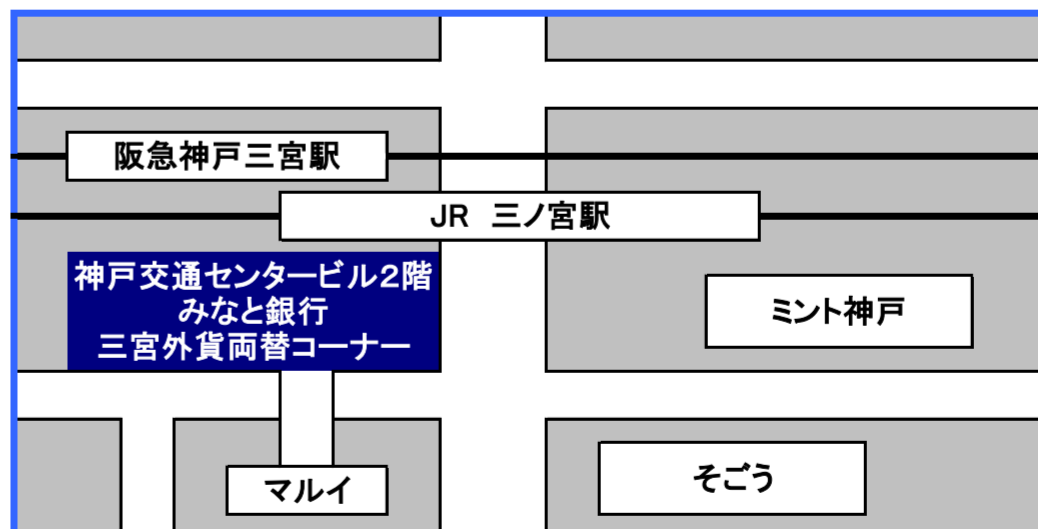 阪急神戸三宮駅
JR　三ノ宮駅
神戸交通センタービル２階
みなと銀行
三宮外貨両替コーナー
ミント神戸
マルイ
そごう